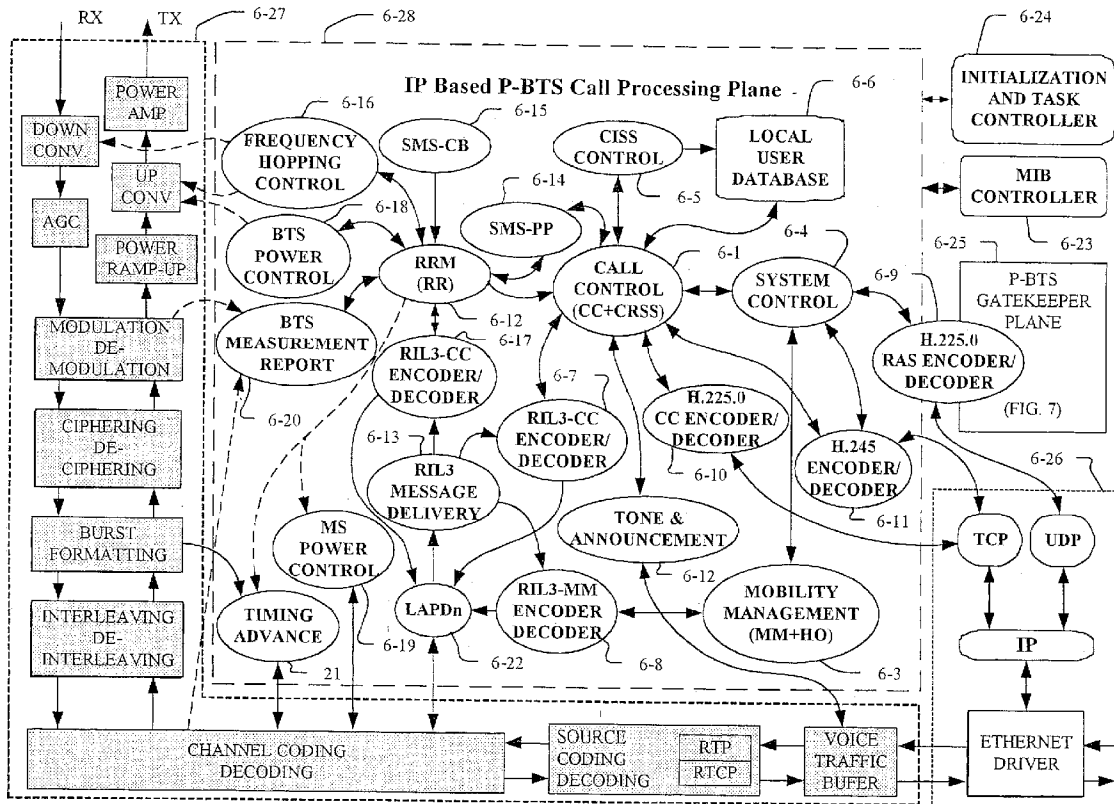 RX
TX
6-27
6-28
6-24
IP Based P-BTS Call Processing Plane
6-6
INITIALIZATION
AND TASK
CONTROLLER
POWER
AMP.
6-16
6-15
DOWN
CONV.
FREQUENCY
HOPPING
CONTROL
SMS-CB
CISS
CONTROL
LOCAL
USER
DATABASE
MIB
CONTROLLER
UP
CONV
6-14
6-5
6-18
6-4
6-23
AGC
SMS-PP
POWER
RAMP-UP
BTS
POWER
CONTROL
RRM
(RR)
6-1
CALL
CONTROL
(CC+CRSS)
SYSTEM
CONTROL
6-9
6-25
P-BTS
GATEKEEPER
PLANE
MODULATION
DE-
MODULATION
BTS
MEASUREMENT
REPORT
6-12
6-17
H.225.0
RAS ENCODER/
DECODER
RIL3-CC
ENCODER/
DECODER
6-7
6-20
(FIG. 7)
CIPHERING
DE-
CIPHERING
6-13
RIL3-CC
ENCODER/
DECODER
H.225.0
CC ENCODER/
DECODER
6-10
H.245
ENCODER/
DECODER
6-26
RIL3
MESSAGE
DELIVERY
6-11
BURST
FORMATTING
MS
POWER
CONTROL
TONE &
ANNOUNCEMENT
TCP
UDP
6-12
INTERLEAVING
DE-
INTERLEAVING
TIMING
ADVANCE
LAPDn
RIL3-MM
ENCODER
DECODER
MOBILITY
MANAGEMENT
(MM+HO)
IP
6-19
21
6-22
6-8
6-3
CHANNEL CODING
DECODING
SOURCE
CODING
DECODING
RTP
RTCP
VOICE
TRAFFIC
BUFER
ETHERNET
DRIVER